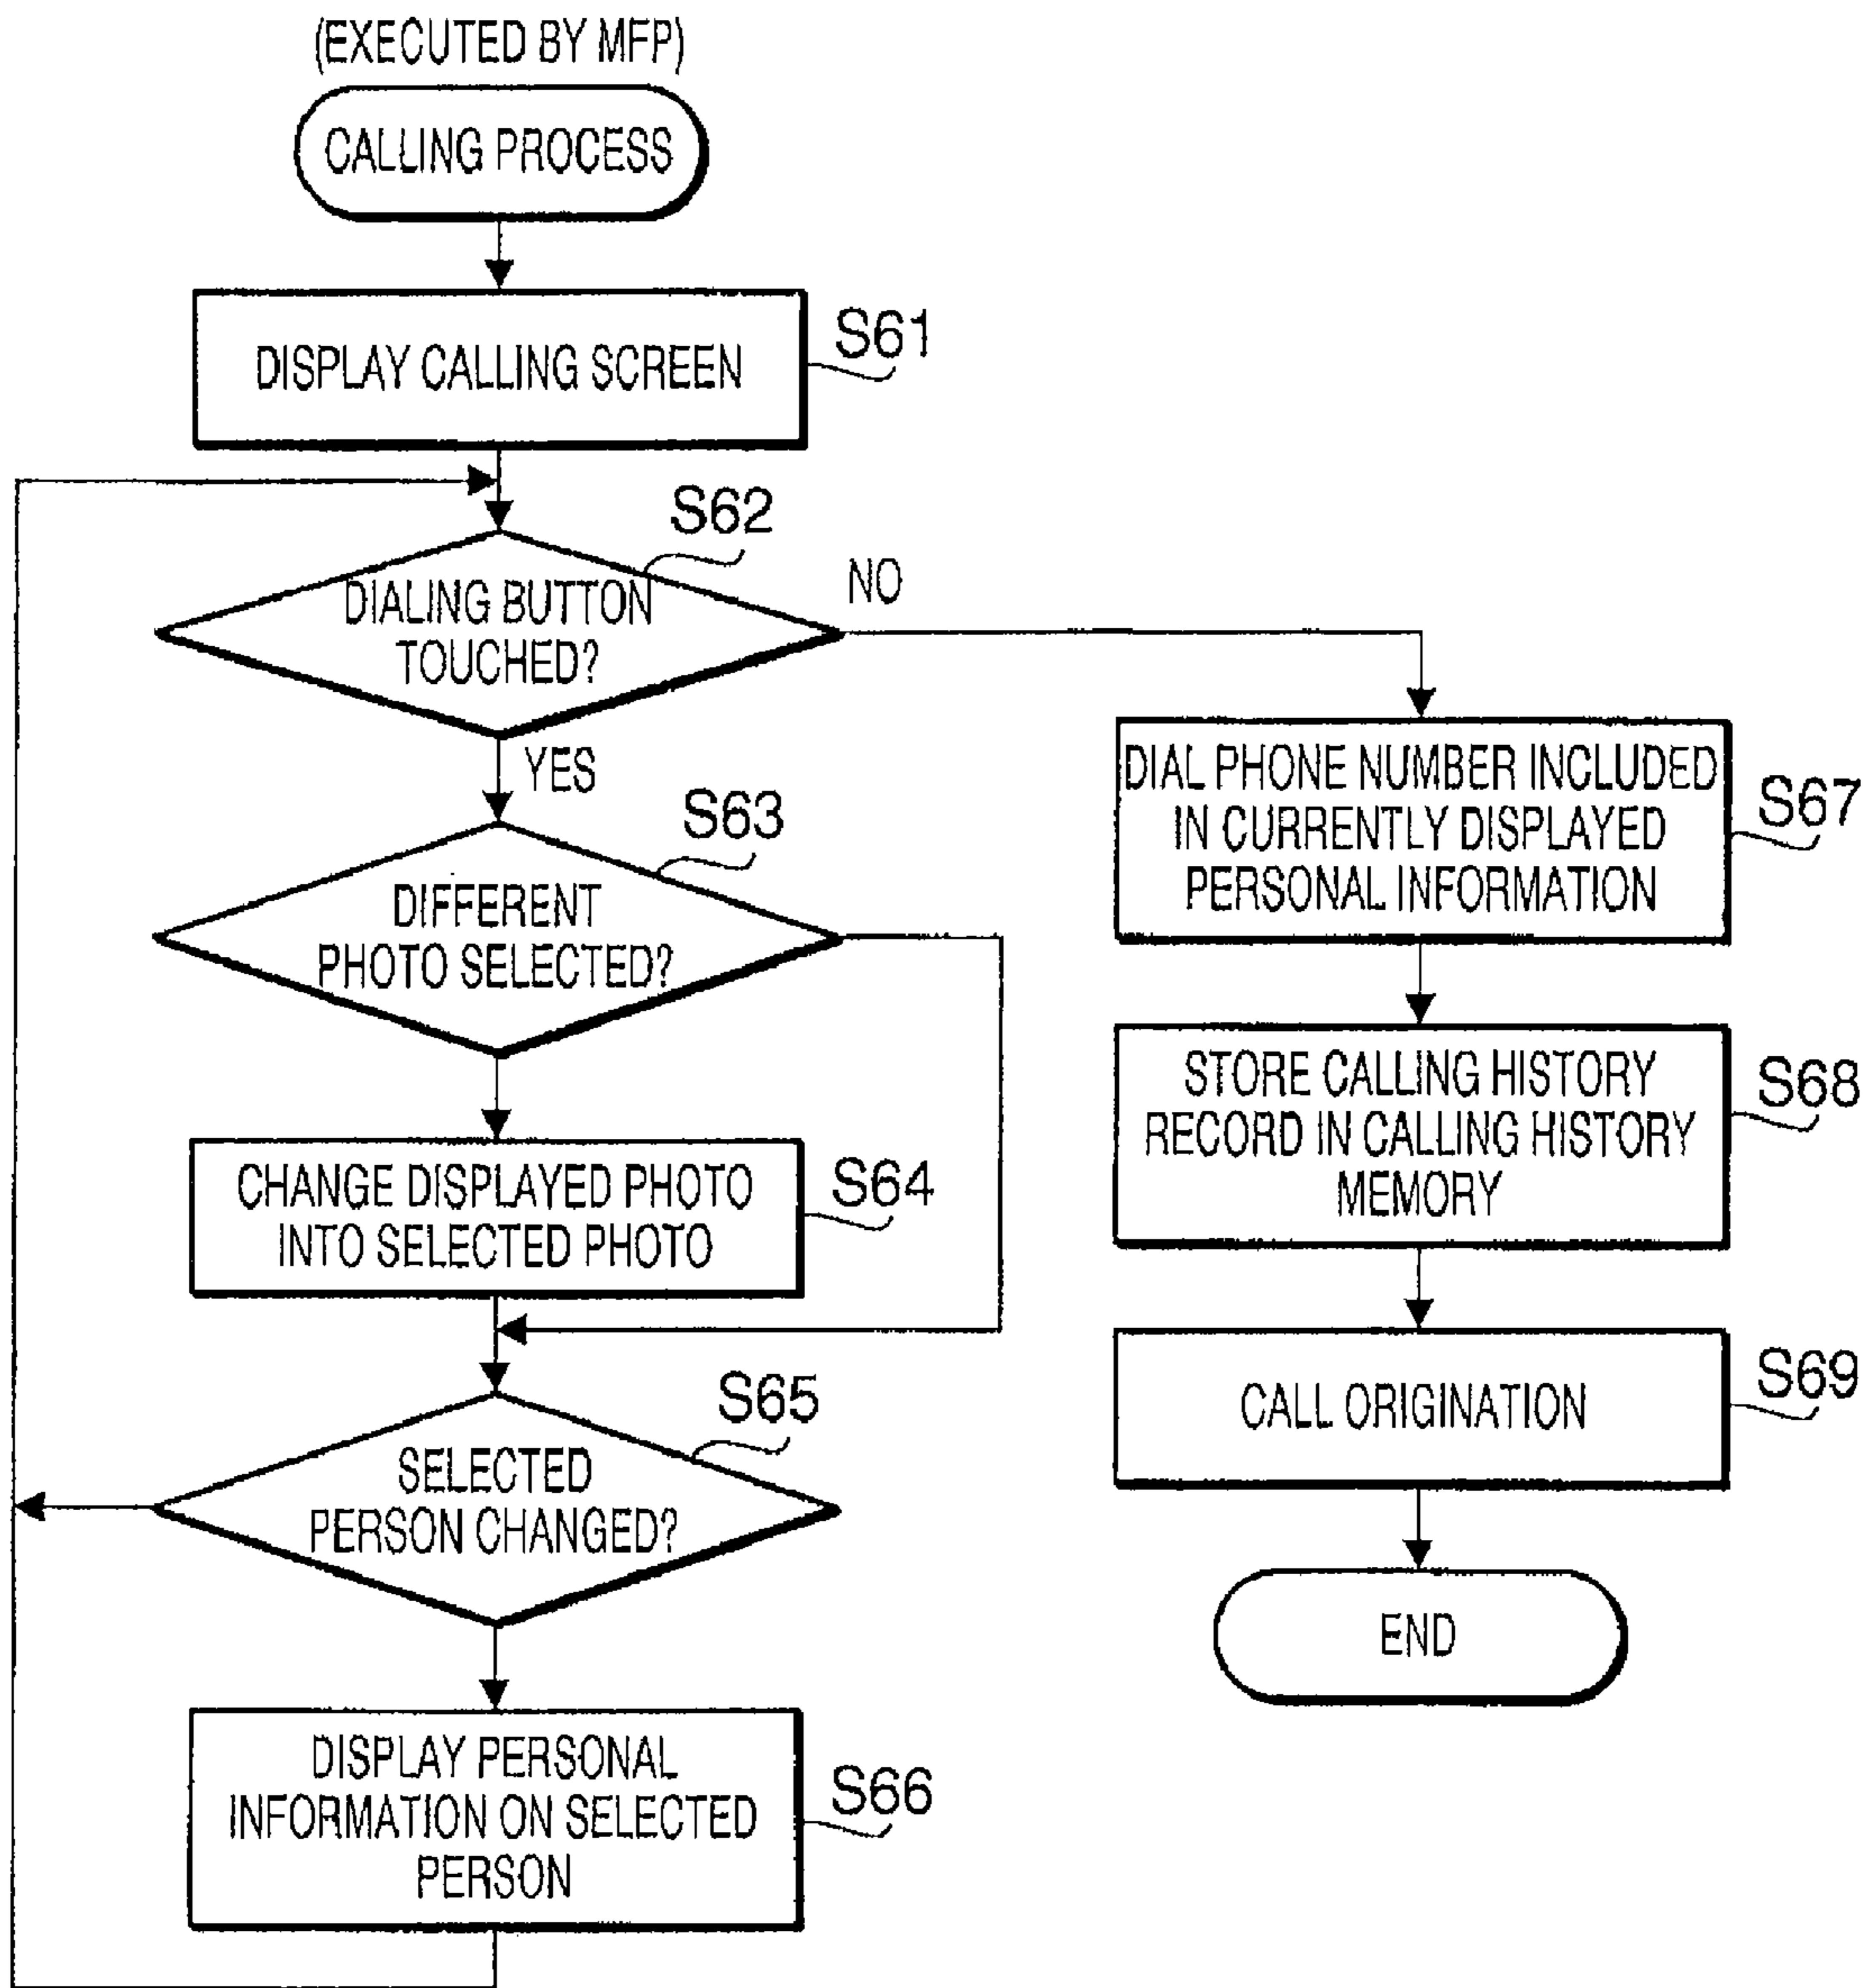 (EXECUTED BY MFP)
CALLING PROCESS
DISPLAY CALLING SCREEN
S61
S62
DIALING BUTTON
TOUCHED?
NO
YES
S63
DIFFERENT
PHOTO SELECTED?
CHANGE DISPLAYED PHOTO
INTO SELECTED PHOTO
S64
S65
SELECTED
PERSON CHANGED?
DISPLAY PERSONAL
INFORMATION ON SELECTED
PERSON
S66
DIAL PHONE NUMBER INCLUDED
IN CURRENTLY DISPLAYED
PERSONAL INFORMATION
S67
STORE CALLING HISTORY
RECORD IN CALLING HISTORY
MEMORY
S68
CALL ORIGINATION
S69
END